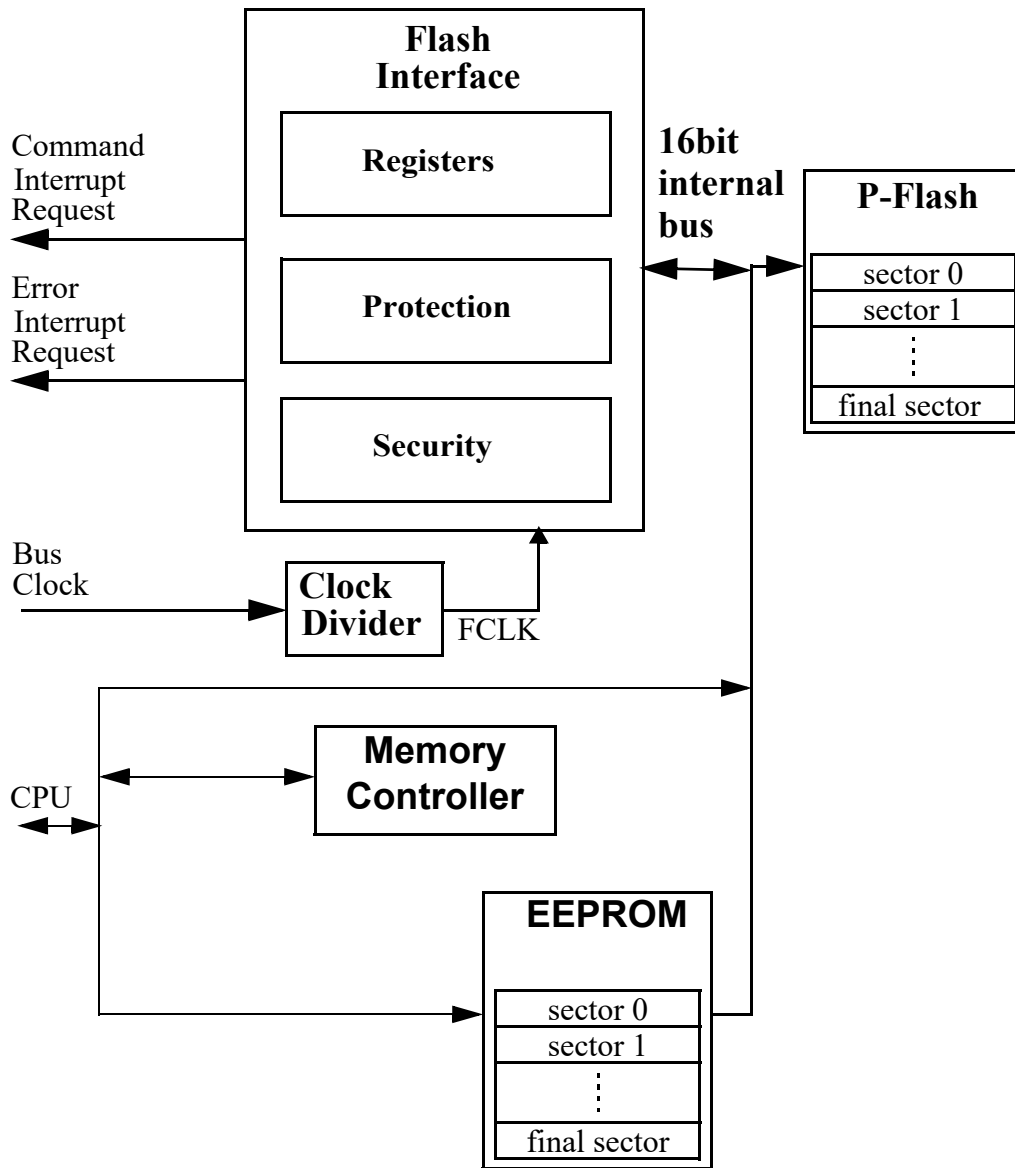 Flash
Interface
Registers
Protection
Security
Command
Interrupt
Request
Error
Interrupt
Request
16bit
internal
bus
P-Flash
sector 0
sector 1
final sector
Bus
Clock
Clock
Divider
FCLK
Memory
Controller
CPU
EEPROM
sector 0
sector 1
final sector